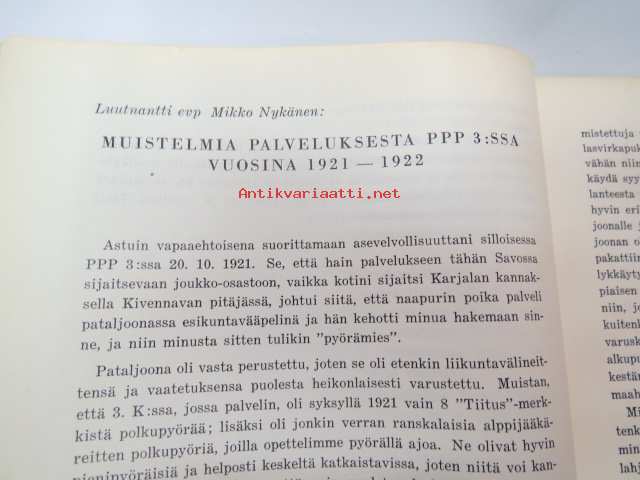 Luutnantti evp Mikko Nykänen:
MUISTELMIA PALVELUKSESTA PPP 3:SSA
VUOSINA 1921 — 1922
Antikvariaatti.net
Astuin vapaaehtoisena suorittamaan asevelvollisuuttani silloisessa
PPP 3:ssa 20. 10. 1921. Se, että hain palvelukseen tähän Savossa
sijaitsevaan joukko-osastoon, vaikka kotini sijaitsi Karjalan kannak-
sella Kivennavan pitäjässä, johtui siitä, että naapurin poika palveli
pataljoonassa esikuntavääpelinä ja hän kehotti minua hakemaan sin-
ne, ja niin minusta sitten tulikin "pyörämies".
Pataljoona oli vasta perustettu, joten se oli etenkin liikuntavälineit-
tensä ja vaatetuksensa puolesta heikonlaisesti varustettu. Muistan,
että 3. K:ssa, jossa palvelin, oli syksyllä 1921 vain 8 "Tiitus"-merk-
kistä polkupyörää; lisäksi oli jonkin verran ranskalaisia alppijääkä-
reitten polkupyöriä, joilla opettelimme pyörällä ajoa. Ne olivat hyvin
pienipyöräisiä ja helposti keskeltä katkaistavissa, joten niitä voi kan-
mistettuja
lasvirkapuk
vähän niin
käydä syy
lanteesta
hyvin eri
joonalle
joonan o
pakattiin
lykkäyty
piaisen
niin, jo
kuiten
varusk
alkupu
kestän
maah
Mi
tenk
mina
lahj